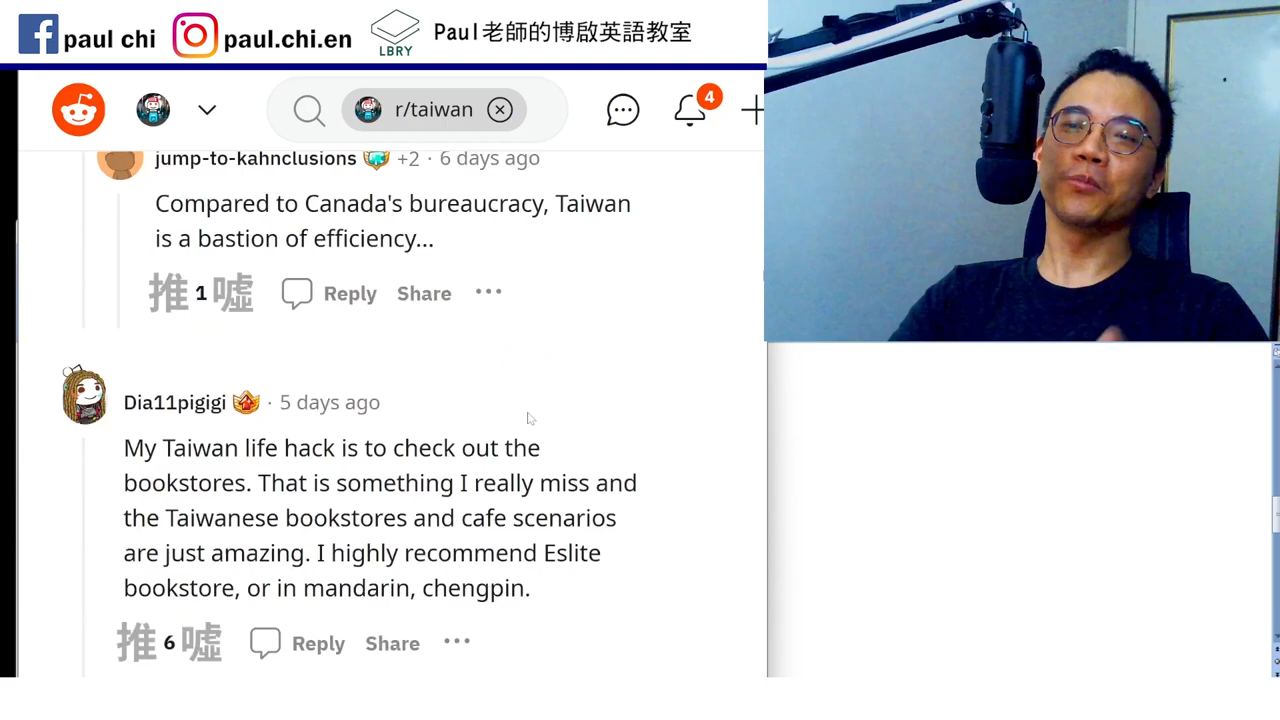 paul chi
paul.chi.en
LBRY
Paul老師的博啟英語教室
r/taiwan
4
jump-to-kahnclusions +2 · 6 days ago
Compared to Canada's bureaucracy, Taiwan
is a bastion of efficiency...
推 1 噓 Reply Share
Dia11pigigi · 5 days ago
My Taiwan life hack is to check out the
bookstores. That is something I really miss and
the Taiwanese bookstores and cafe scenarios
are just amazing. I highly recommend Eslite
bookstore, or in mandarin, chengpin.
推 6 噓 Reply Share